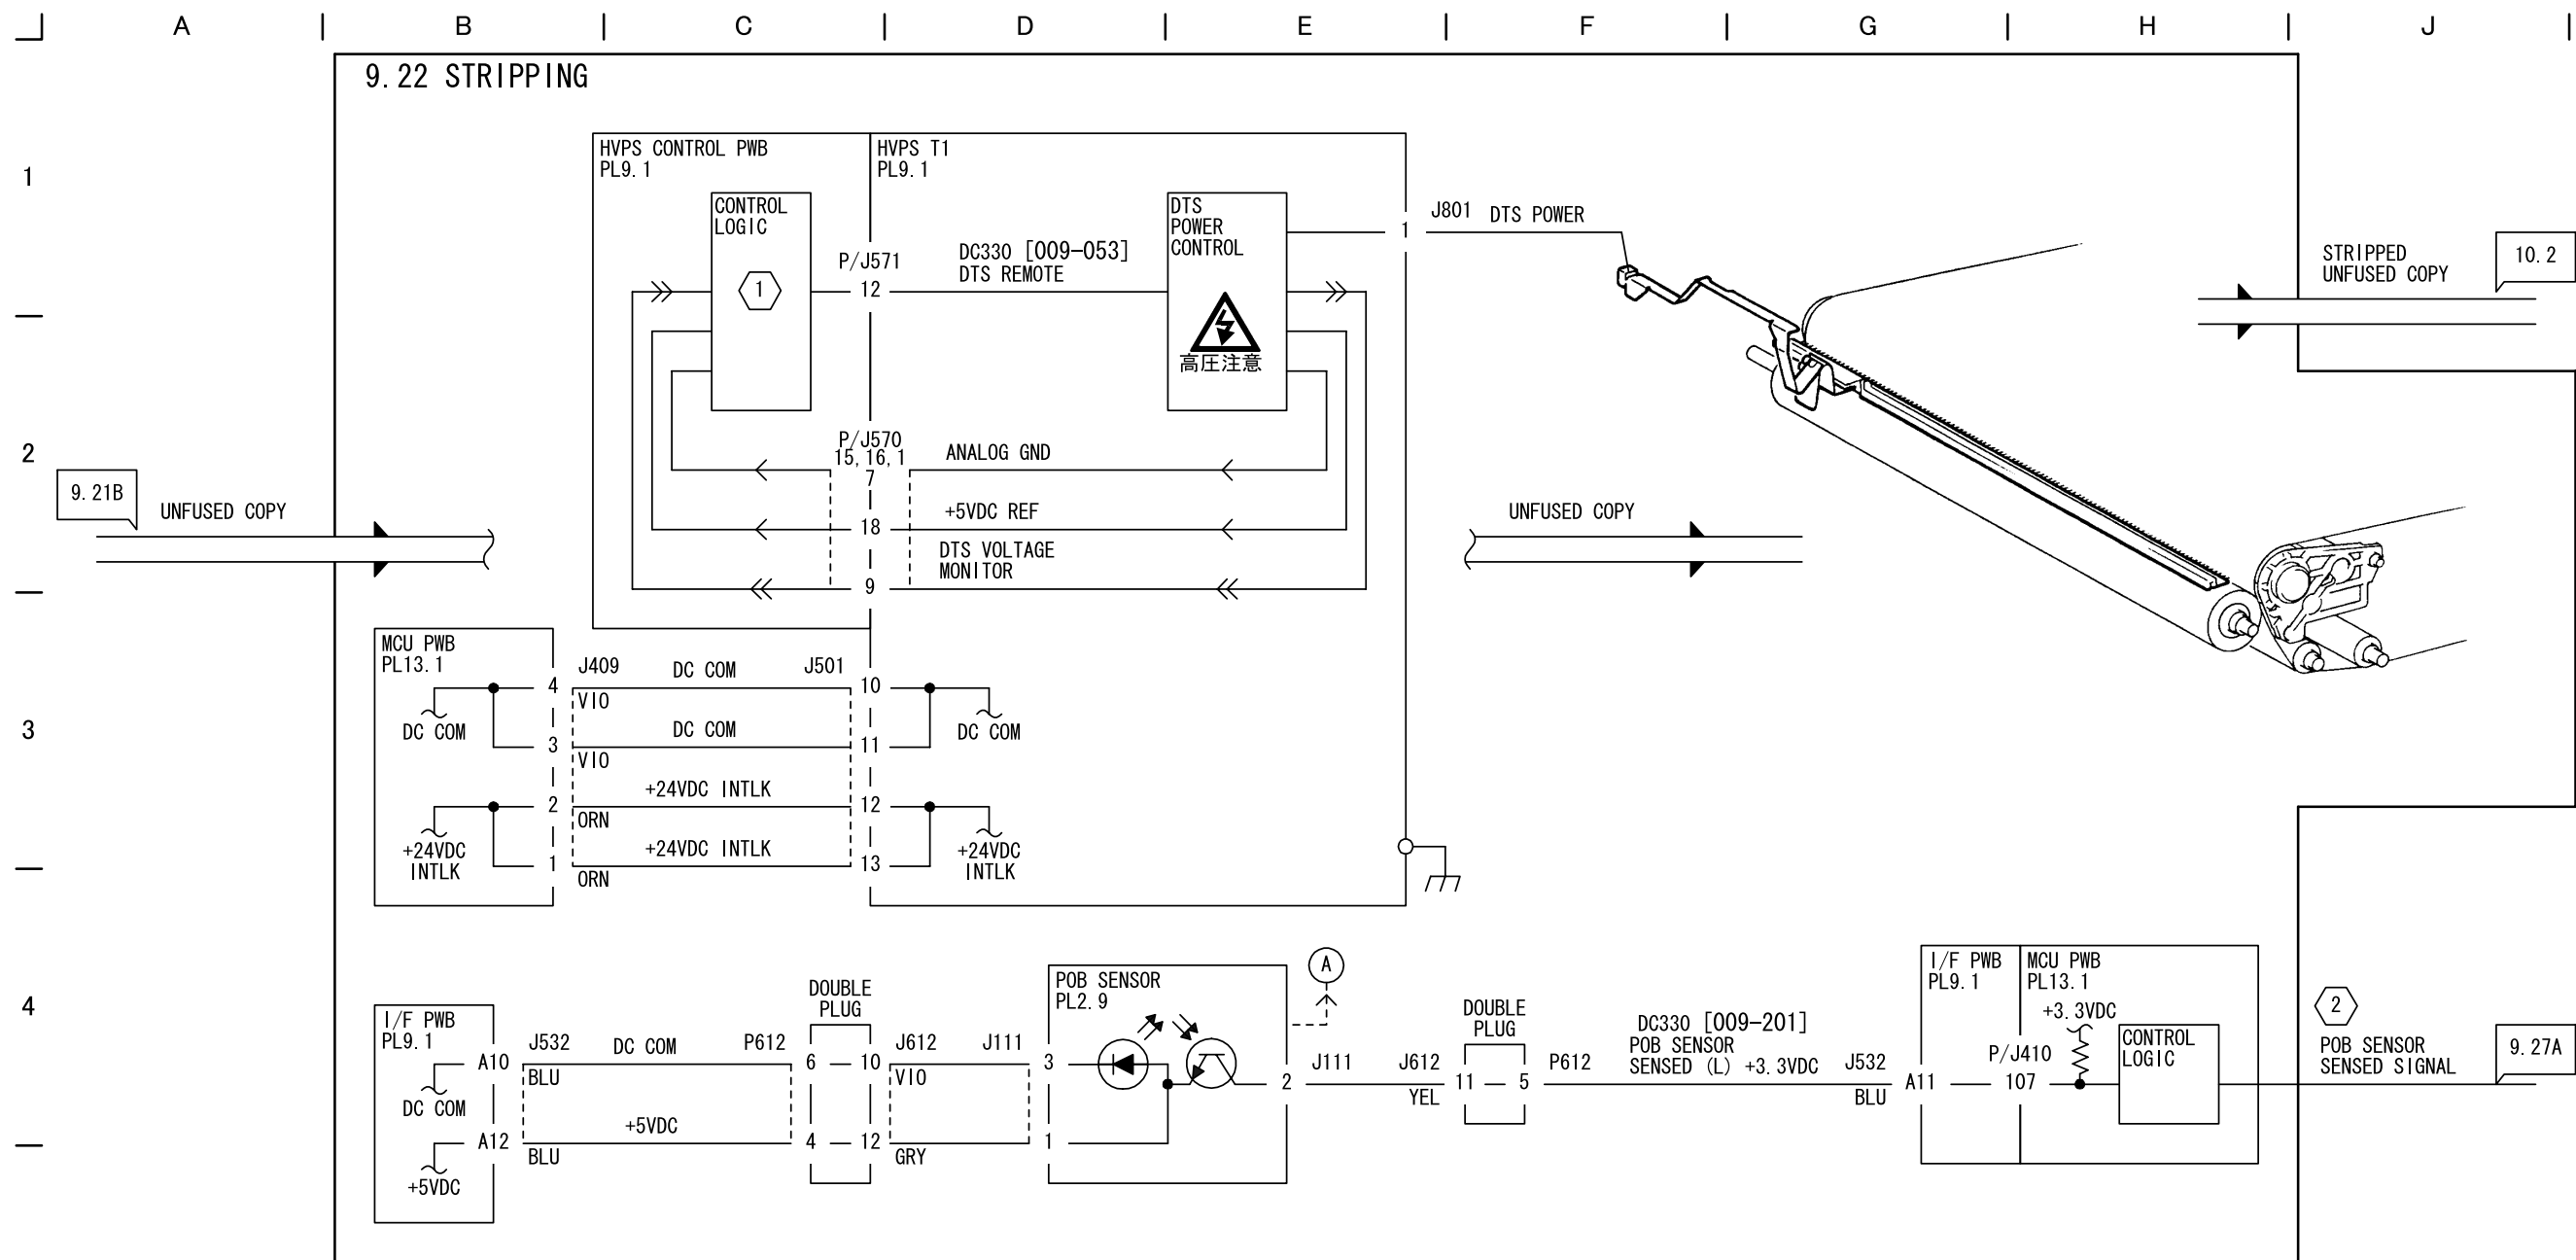 A B C D E F G H J
9.22 STRIPPING
1
2
3
4
HVPS CONTROL PWB
PL9.1
HVPS T1
PL9.1
CONTROL
LOGIC
1
P/J571
12
DC330 [009-053]
DTS REMOTE
DTS
POWER
CONTROL
高圧注意
1
J801
DTS POWER
STRIPPED
UNFUSED COPY
10.2
P/J570
15,16,1
7
ANALOG GND
18
+5VDC REF
9
DTS VOLTAGE
MONITOR
9.21B
UNFUSED COPY
UNFUSED COPY
MCU PWB
PL13.1
DC COM
+24VDC
INTLK
J409
J501
4
DC COM
VIO
10
3
DC COM
VIO
11
2
+24VDC INTLK
ORN
12
1
+24VDC INTLK
ORN
13
DC COM
+24VDC
INTLK
I/F PWB
PL9.1
DC COM
+5VDC
A10
J532
DC COM
P612
BLU
A12
+5VDC
BLU
DOUBLE
PLUG
6
10
4
12
J612
J111
VIO
GRY
3
1
POB SENSOR
PL2.9
A
2
J111
J612
YEL
DOUBLE
PLUG
11
5
P612
DC330 [009-201]
POB SENSOR
SENSED (L) +3.3VDC
J532
BLU
A11
I/F PWB
PL9.1
MCU PWB
PL13.1
+3.3VDC
P/J410
107
CONTROL
LOGIC
2
POB SENSOR
SENSED SIGNAL
9.27A